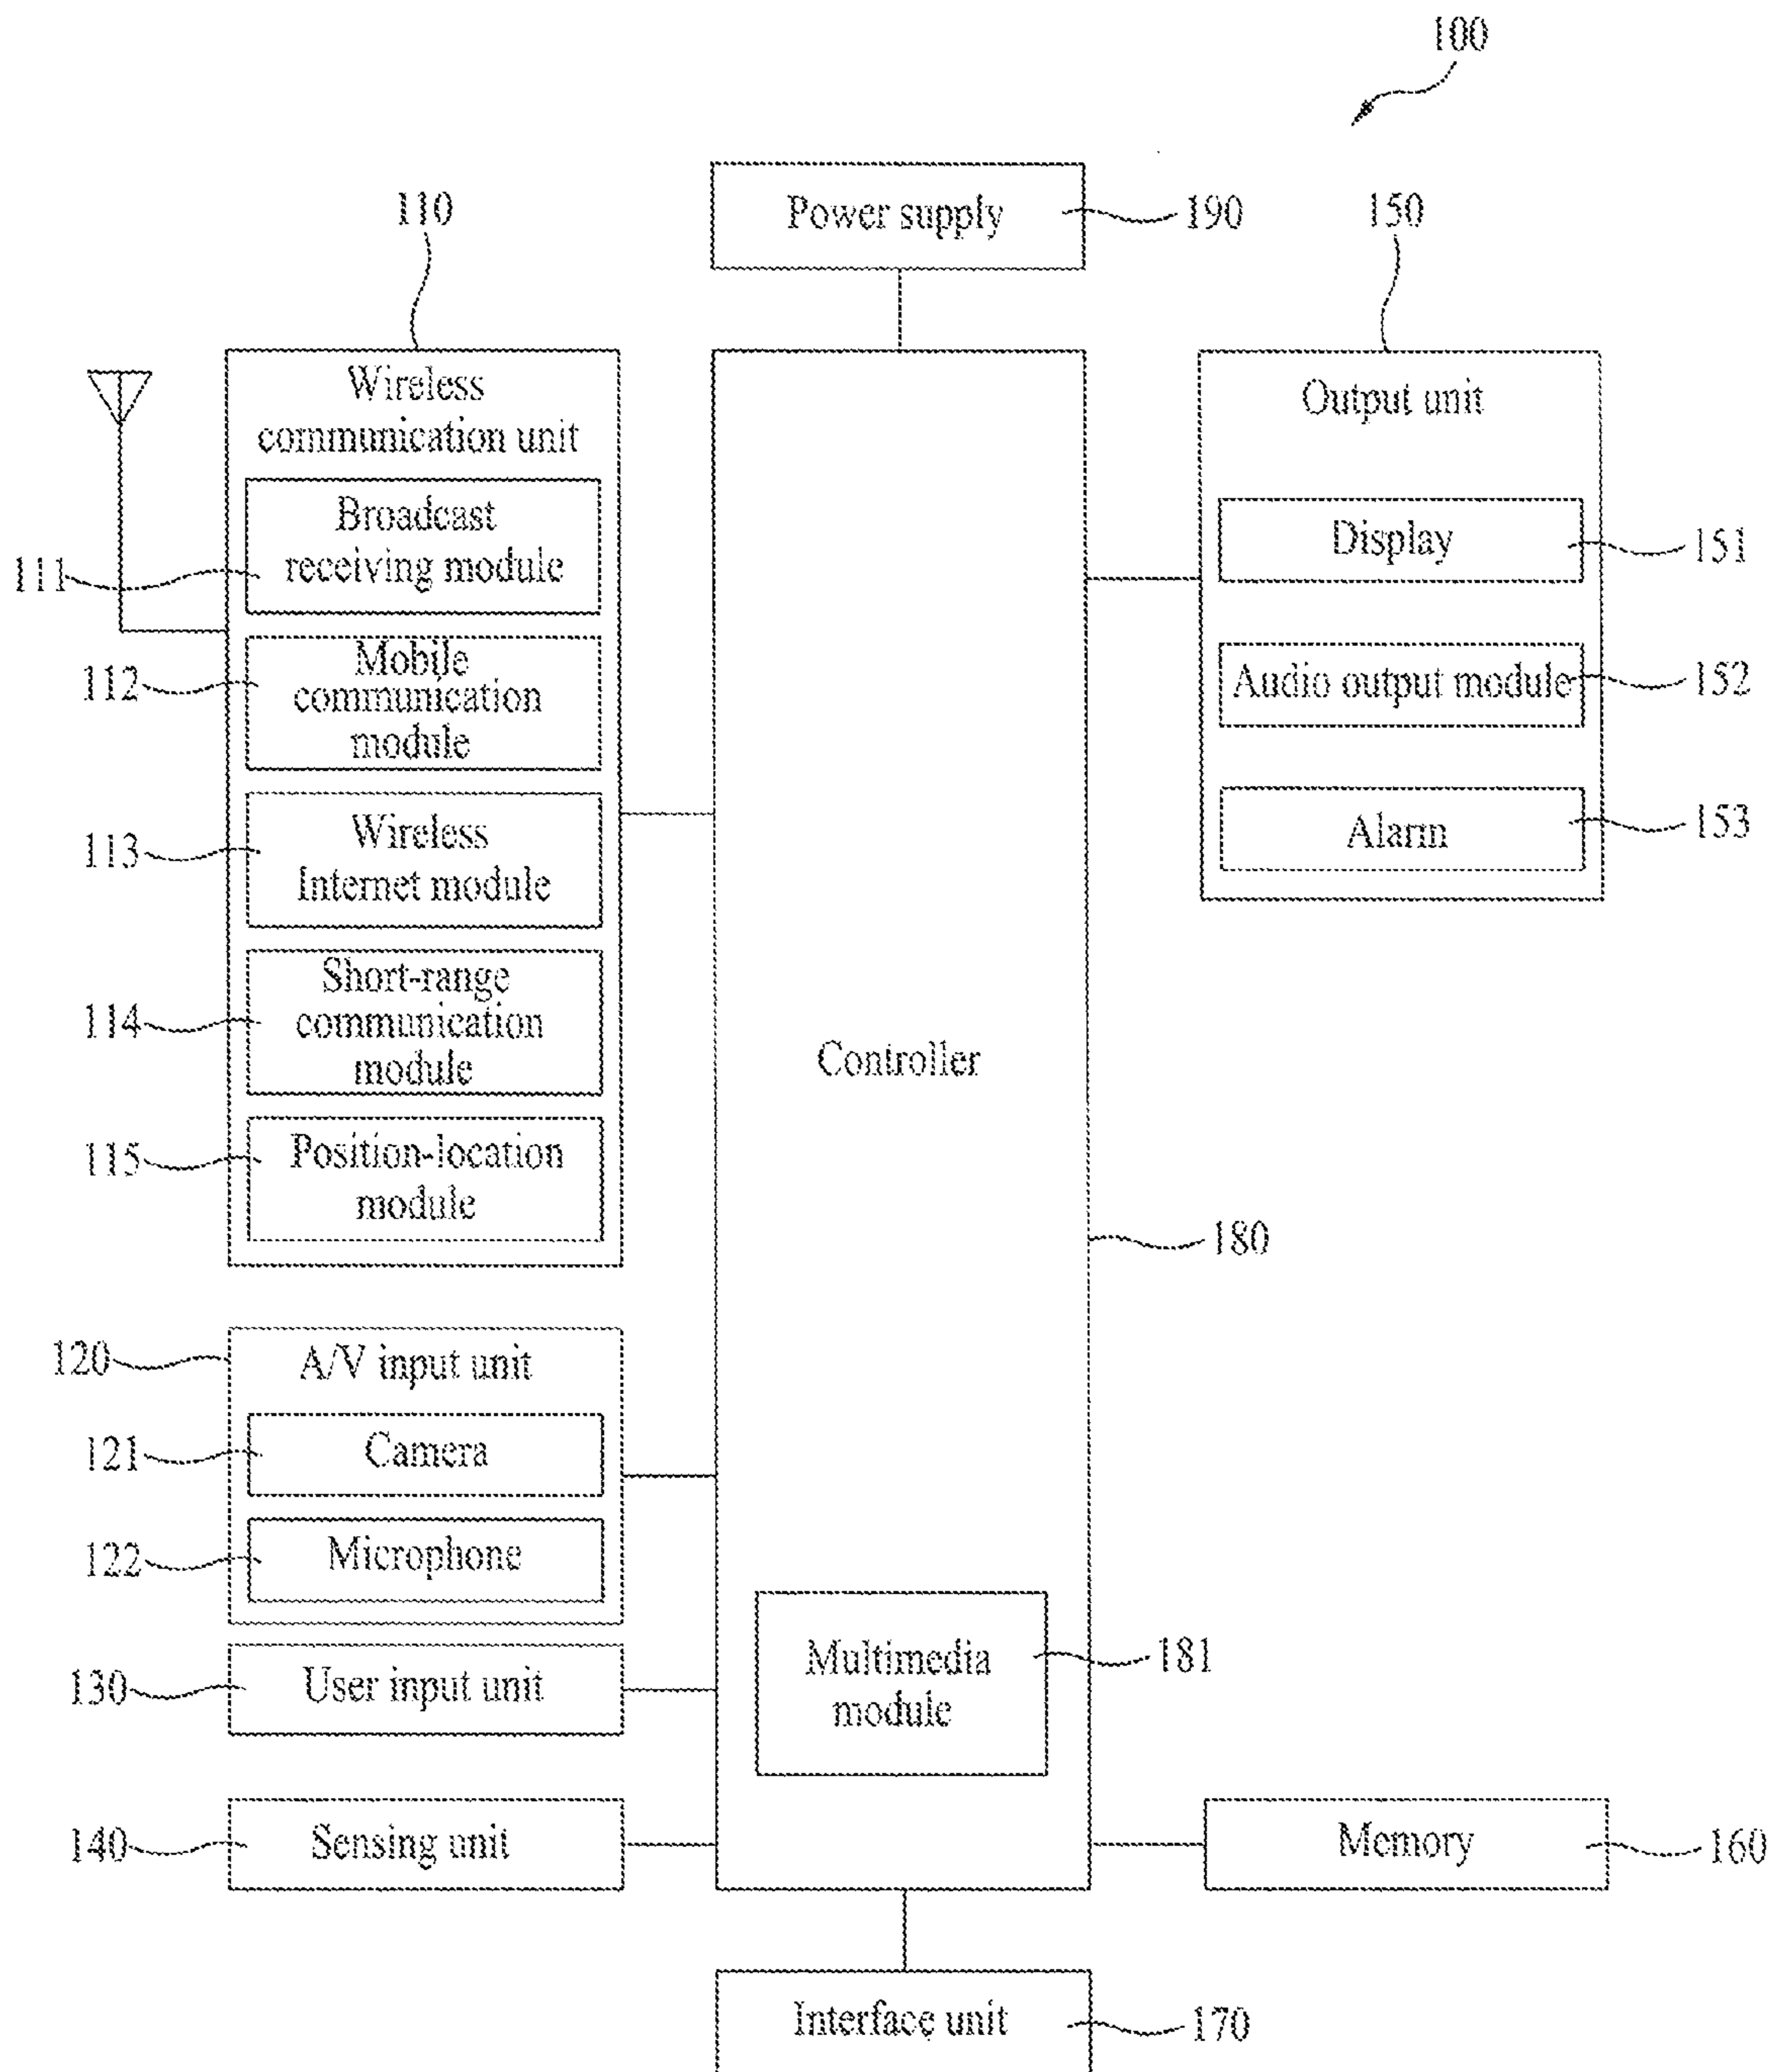 100
Power supply
190
110
150
Wireless
communication unit
Broadcast
receiving module
111
Mobile
communication
module
112
Wireless
Internet module
113
Short-range
communication
module
114
Position-location
module
115
Controller
180
Output unit
Display
151
Audio output module
152
Alarm
153
120
A/V input unit
121
Camera
122
Microphone
130
User input unit
140
Sensing unit
Multimedia
module
181
Memory
160
Interface unit
170